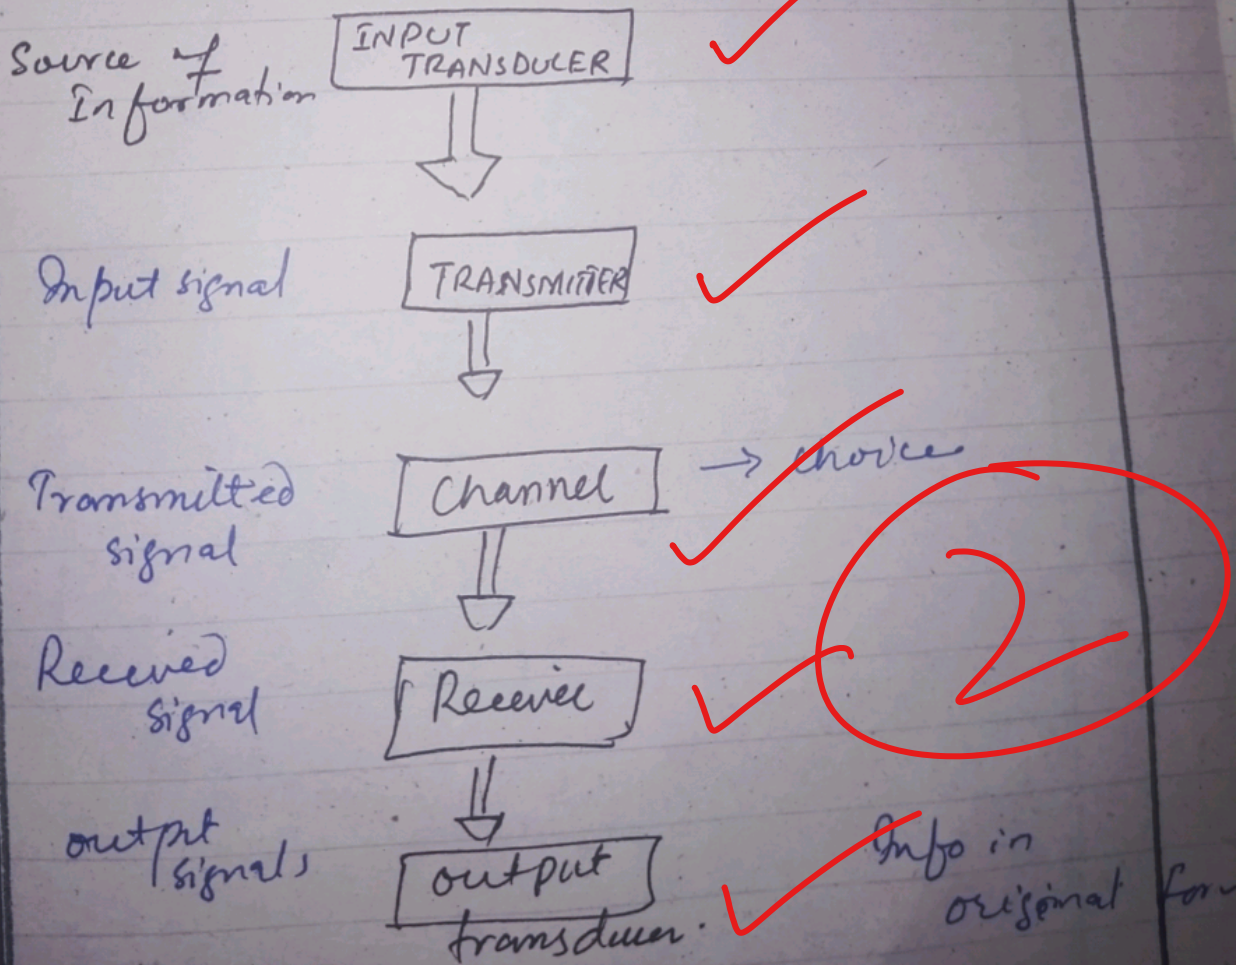 Source of
Information
INPUT
TRANSDUCER
Input signal
TRANSMITTER
Transmitted
signal
Channel
→ choice
Received
signal
Receiver
2
output
signals
output
transducer.
Info in
original form